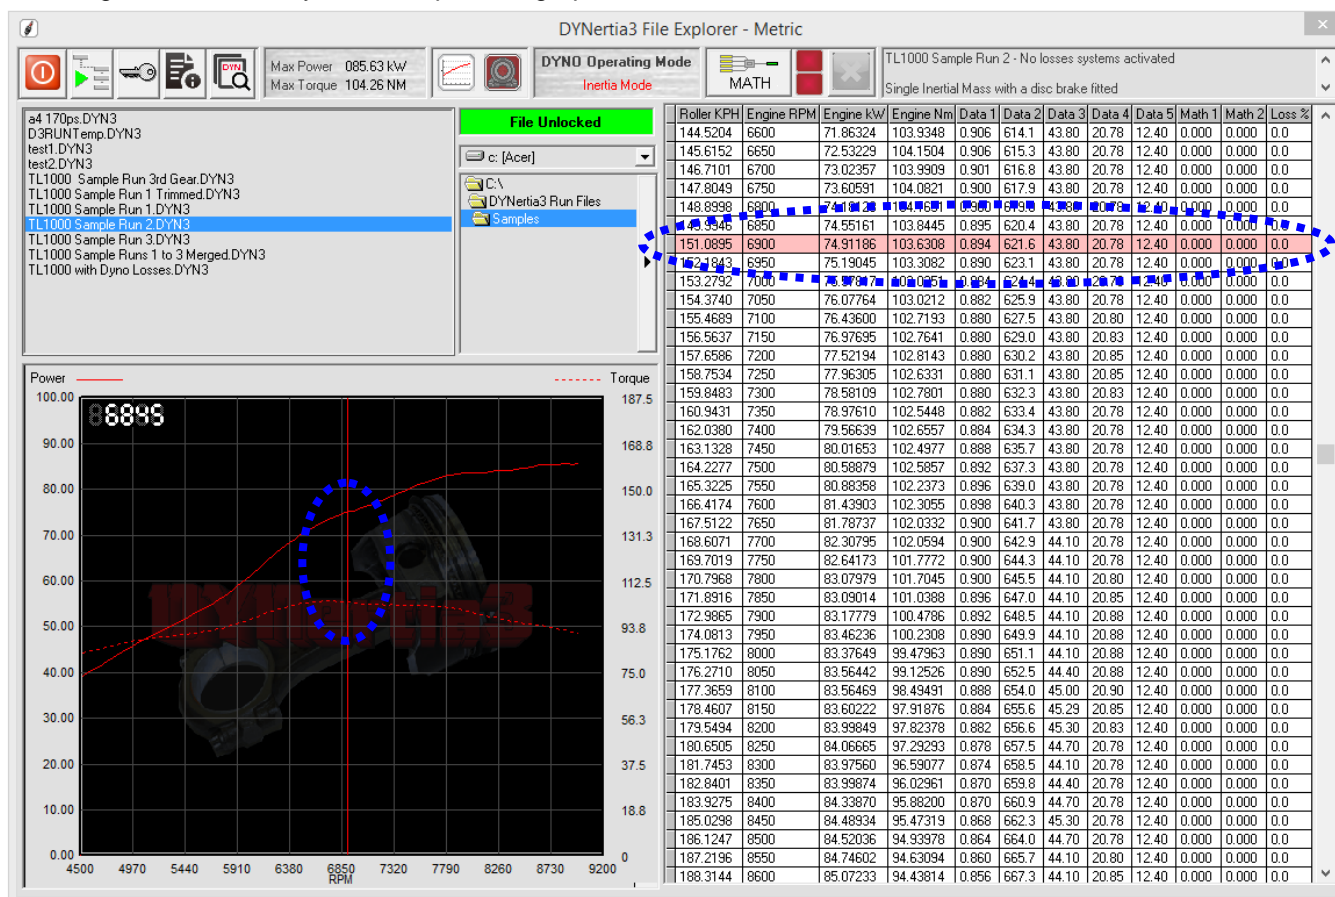 DYNertia3 File Explorer - Metric
Max Power 085.63 kW
Max Torque 104.26 NM
DYNO Operating Mode
Inertia Mode
MATH
TL1000 Sample Run 2 - No losses systems activated
Single Inertial Mass with a disc brake fitted
a4 170ps.DYN3
D3RUNTemp.DYN3
test1.DYN3
test2.DYN3
TL1000 Sample Run 3rd Gear.DYN3
TL1000 Sample Run 1 Trimmed.DYN3
TL1000 Sample Run 1.DYN3
TL1000 Sample Run 2.DYN3
TL1000 Sample Run 3.DYN3
TL1000 Sample Runs 1 to 3 Merged.DYN3
TL1000 with Dyno Losses.DYN3
File Unlocked
c: [Acer]
C:\
DYNertia3 Run Files
Samples
Power
Torque
6845
100.00
90.00
80.00
70.00
60.00
50.00
40.00
30.00
20.00
10.00
0.00
187.5
168.8
150.0
131.3
112.5
93.8
75.0
56.3
37.5
18.8
0
4500 4970 5440 5910 6380 6850 7320 7790 8260 8730 9200
RPM
Roller KPH Engine RPM Engine kW Engine Nm Data 1 Data 2 Data 3 Data 4 Data 5 Math 1 Math 2 Loss %
144.5204 6600 71.86324 103.9348 0.906 614.1 43.80 20.78 12.40 0.000 0.000 0.0
145.6152 6650 72.53229 104.1504 0.906 615.3 43.80 20.78 12.40 0.000 0.000 0.0
146.7101 6700 73.02357 103.9909 0.901 616.8 43.80 20.78 12.40 0.000 0.000 0.0
147.8049 6750 73.60591 104.0821 0.900 617.9 43.80 20.78 12.40 0.000 0.000 0.0
148.8998 6800
6850 74.55161 103.8445 0.895 620.4 43.80 20.78 12.40 0.000 0.000
151.0895 6900 74.91186 103.6308 0.894 621.6 43.80 20.78 12.40 0.000 0.000 0.0
152.1843 6950 75.19045 103.3082 0.890 623.1 43.80 20.78 12.40 0.000 0.000
153.2792 7000 0.000 0.0
154.3740 7050 76.07764 103.0212 0.882 625.9 43.80 20.78 12.40 0.000 0.000 0.0
155.4689 7100 76.43600 102.7193 0.880 627.5 43.80 20.80 12.40 0.000 0.000 0.0
156.5637 7150 76.97695 102.7641 0.880 629.0 43.80 20.83 12.40 0.000 0.000 0.0
157.6586 7200 77.52194 102.8143 0.880 630.2 43.80 20.85 12.40 0.000 0.000 0.0
158.7534 7250 77.96305 102.6331 0.880 631.1 43.80 20.85 12.40 0.000 0.000 0.0
159.8483 7300 78.58109 102.7801 0.880 632.3 43.80 20.83 12.40 0.000 0.000 0.0
160.9431 7350 78.97610 102.5448 0.882 633.4 43.80 20.78 12.40 0.000 0.000 0.0
162.0380 7400 79.56639 102.6557 0.884 634.3 43.80 20.78 12.40 0.000 0.000 0.0
163.1328 7450 80.01653 102.4977 0.888 635.7 43.80 20.78 12.40 0.000 0.000 0.0
164.2277 7500 80.58879 102.5857 0.892 637.3 43.80 20.78 12.40 0.000 0.000 0.0
165.3225 7550 80.88358 102.2373 0.896 639.0 43.80 20.78 12.40 0.000 0.000 0.0
166.4174 7600 81.43903 102.3055 0.898 640.3 43.80 20.78 12.40 0.000 0.000 0.0
167.5122 7650 81.78737 102.0332 0.900 641.7 43.80 20.78 12.40 0.000 0.000 0.0
168.6071 7700 82.30795 102.0594 0.900 642.9 44.10 20.78 12.40 0.000 0.000 0.0
169.7019 7750 82.64173 101.7772 0.900 644.3 44.10 20.78 12.40 0.000 0.000 0.0
170.7968 7800 83.07979 101.7045 0.900 645.5 44.10 20.80 12.40 0.000 0.000 0.0
171.8916 7850 83.09014 101.0388 0.896 647.0 44.10 20.85 12.40 0.000 0.000 0.0
172.9865 7900 83.17779 100.4786 0.892 648.5 44.10 20.88 12.40 0.000 0.000 0.0
174.0813 7950 83.46236 100.2308 0.890 649.9 44.10 20.88 12.40 0.000 0.000 0.0
175.1762 8000 83.37649 99.47963 0.890 651.1 44.10 20.88 12.40 0.000 0.000 0.0
176.2710 8050 83.56442 99.12526 0.890 652.5 44.40 20.88 12.40 0.000 0.000 0.0
177.3659 8100 83.56469 98.49491 0.888 654.0 45.00 20.90 12.40 0.000 0.000 0.0
178.4607 8150 83.60222 97.91876 0.884 655.6 45.29 20.85 12.40 0.000 0.000 0.0
179.5494 8200 83.99849 97.82378 0.882 656.6 45.30 20.83 12.40 0.000 0.000 0.0
180.6505 8250 84.06665 97.29293 0.878 657.5 44.70 20.78 12.40 0.000 0.000 0.0
181.7453 8300 83.97560 96.59077 0.874 658.5 44.10 20.78 12.40 0.000 0.000 0.0
182.8401 8350 83.99874 96.02961 0.870 659.8 44.40 20.78 12.40 0.000 0.000 0.0
183.9275 8400 84.33870 95.88200 0.870 660.9 44.70 20.78 12.40 0.000 0.000 0.0
185.0298 8450 84.48934 95.47319 0.868 662.3 45.30 20.78 12.40 0.000 0.000 0.0
186.1247 8500 84.52036 94.93978 0.864 664.0 44.70 20.78 12.40 0.000 0.000 0.0
187.2196 8550 84.74602 94.63094 0.860 665.7 44.10 20.80 12.40 0.000 0.000 0.0
188.3144 8600 85.07233 94.43814 0.856 667.3 44.10 20.85 12.40 0.000 0.000 0.0